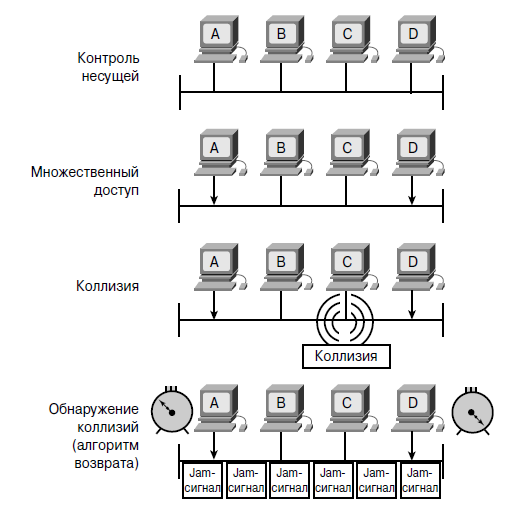 A B C D
Контроль
несущей
A B C D
Множественный
доступ
A B C D
Коллизия
Коллизия
A B C D
Обнаружение
коллизий
(алгоритм
возврата)
Jam- Jam- Jam- Jam- Jam- Jam-
сигнал сигнал сигнал сигнал сигнал сигнал